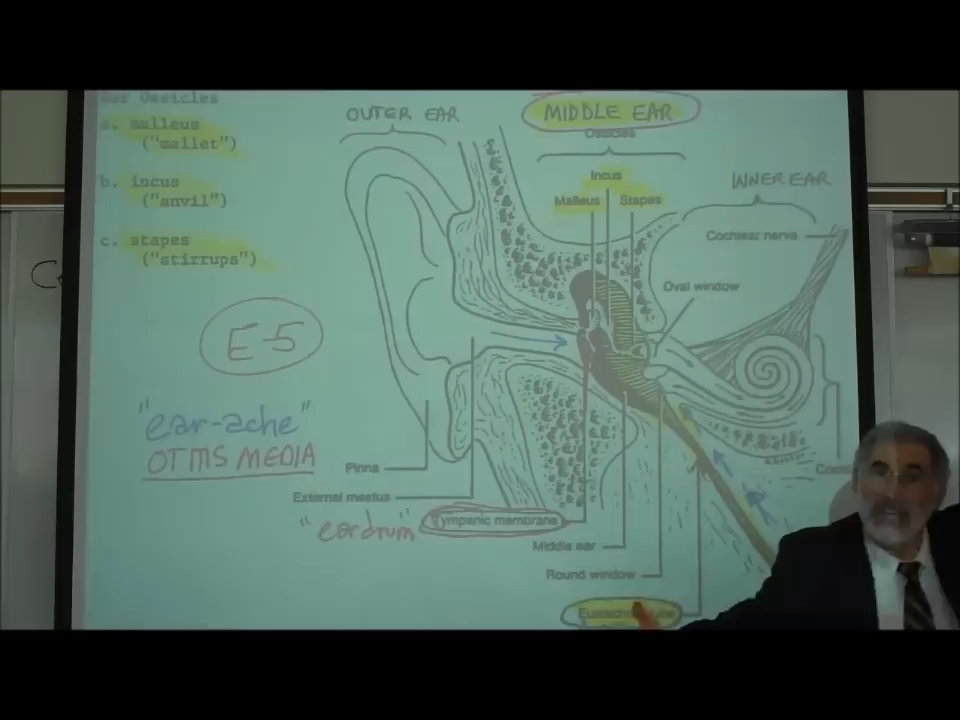 Ear Ossicles
a. malleus
("mallet")
b. incus
("anvil")
c. stapes
("stirrups")
E-5
"ear-ache"
OTMS MEDIA
OUTER EAR
MIDDLE EAR
Ossicles
Incus
Malleus
Stapes
INNER EAR
Cochlear nerve
Oval window
Pinna
External meatus
"eardrum"
Tympanic membrane
Middle ear
Round window